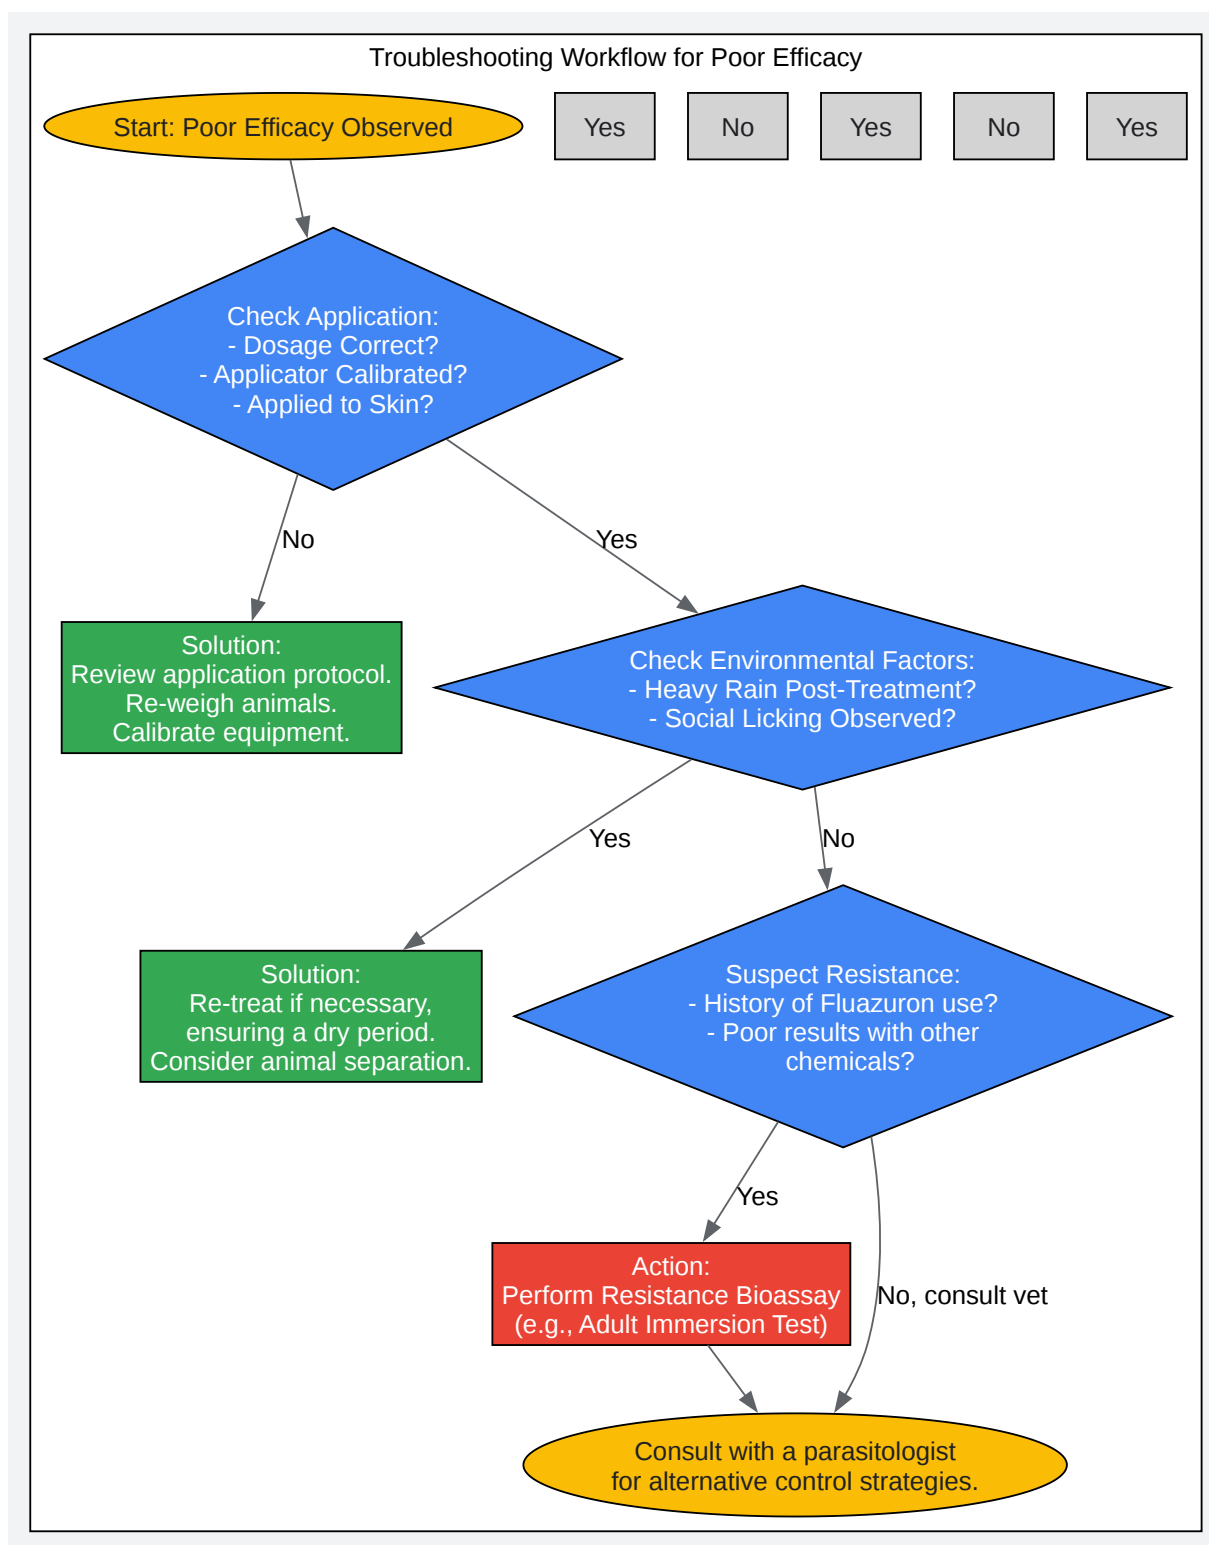 Troubleshooting Workflow for Poor Efficacy
Start: Poor Efficacy Observed
Yes
No
Yes
No
Yes
Check Application:
- Dosage Correct?
- Applicator Calibrated?
- Applied to Skin?
No
Yes
Solution:
Review application protocol.
Re-weigh animals.
Calibrate equipment.
Check Environmental Factors:
- Heavy Rain Post-Treatment?
- Social Licking Observed?
Yes
No
Solution:
Re-treat if necessary,
ensuring a dry period.
Consider animal separation.
Suspect Resistance:
- History of Fluazuron use?
- Poor results with other
chemicals?
Yes
Action:
Perform Resistance Bioassay
(e.g., Adult Immersion Test)
No, consult vet
Consult with a parasitologist
for alternative control strategies.